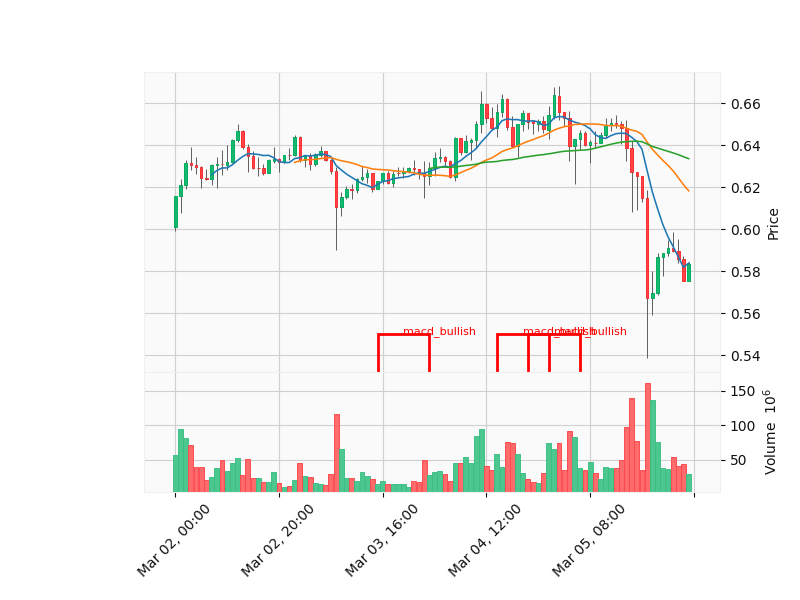 0.66
0.64
0.62
0.60
0.58
0.56
0.54
Price
macd_bullish
macd_bullish
150
100
50
Volume 10⁶
Mar 02, 00:00
Mar 02, 20:00
Mar 03, 16:00
Mar 04, 12:00
Mar 05, 08:00